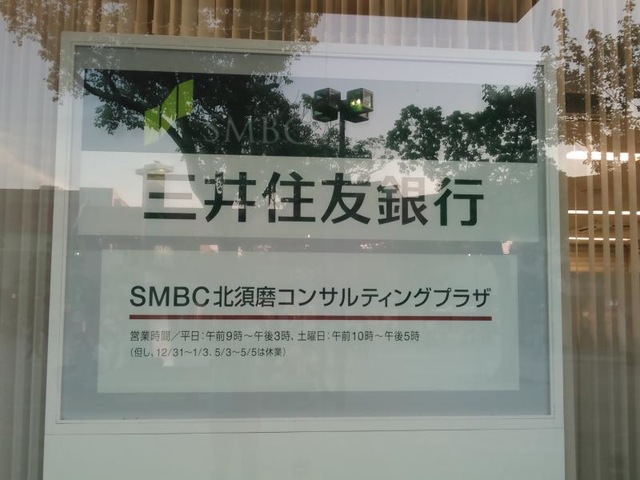 SMBC
三井住友銀行
SMBC北須磨コンサルティングプラザ
営業時間／平日：午前9時～午後3時、土曜日：午前10時～午後5時
（但し、12/31～1/3、5/3～5/5は休業）